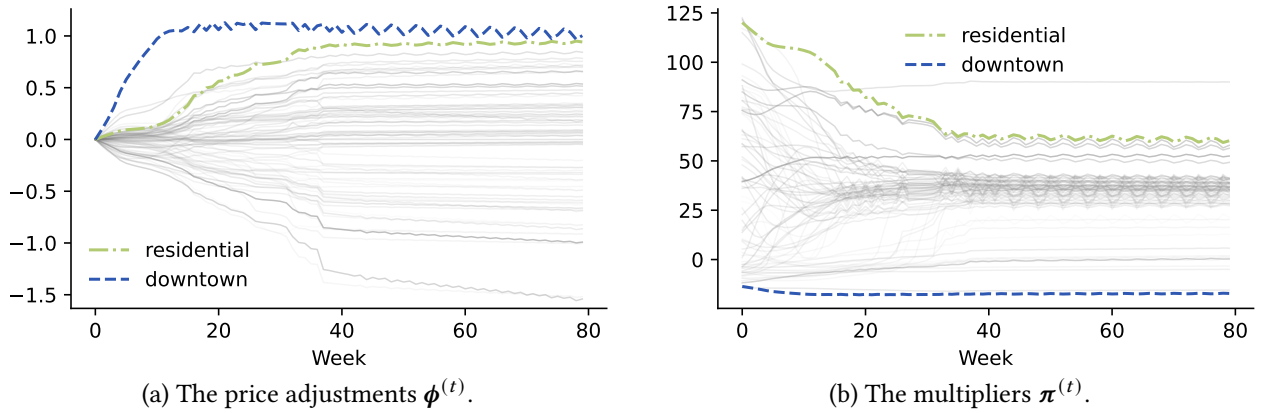 1.0
0.5
0.0
−0.5
−1.0
−1.5
residential
downtown
0 20 40 60 80
Week
(a) The price adjustments ϕ^(t).
125
100
75
50
25
0
residential
downtown
0 20 40 60 80
Week
(b) The multipliers π^(t).